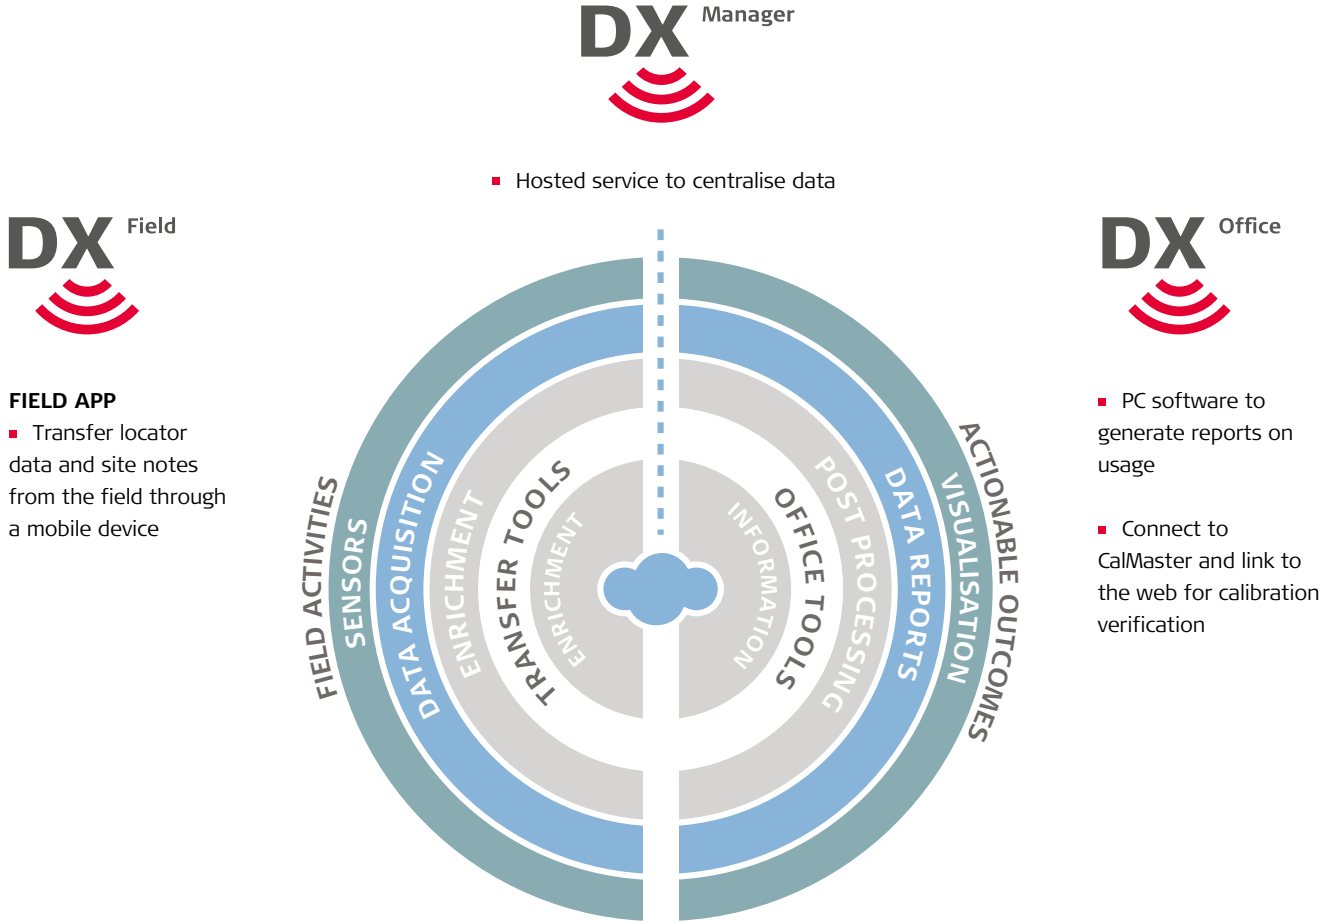 DX Manager
▪ Hosted service to centralise data
DX Field
FIELD APP
▪ Transfer locator
data and site notes
from the field through
a mobile device
FIELD ACTIVITIES
SENSORS
DATA ACQUISITION
ENRICHMENT
TRANSFER TOOLS
ENRICHMENT
INFORMATION
OFFICE TOOLS
POST PROCESSING
DATA REPORTS
VISUALISATION
ACTIONABLE OUTCOMES
DX Office
▪ PC software to
generate reports on
usage
▪ Connect to
CalMaster and link to
the web for calibration
verification